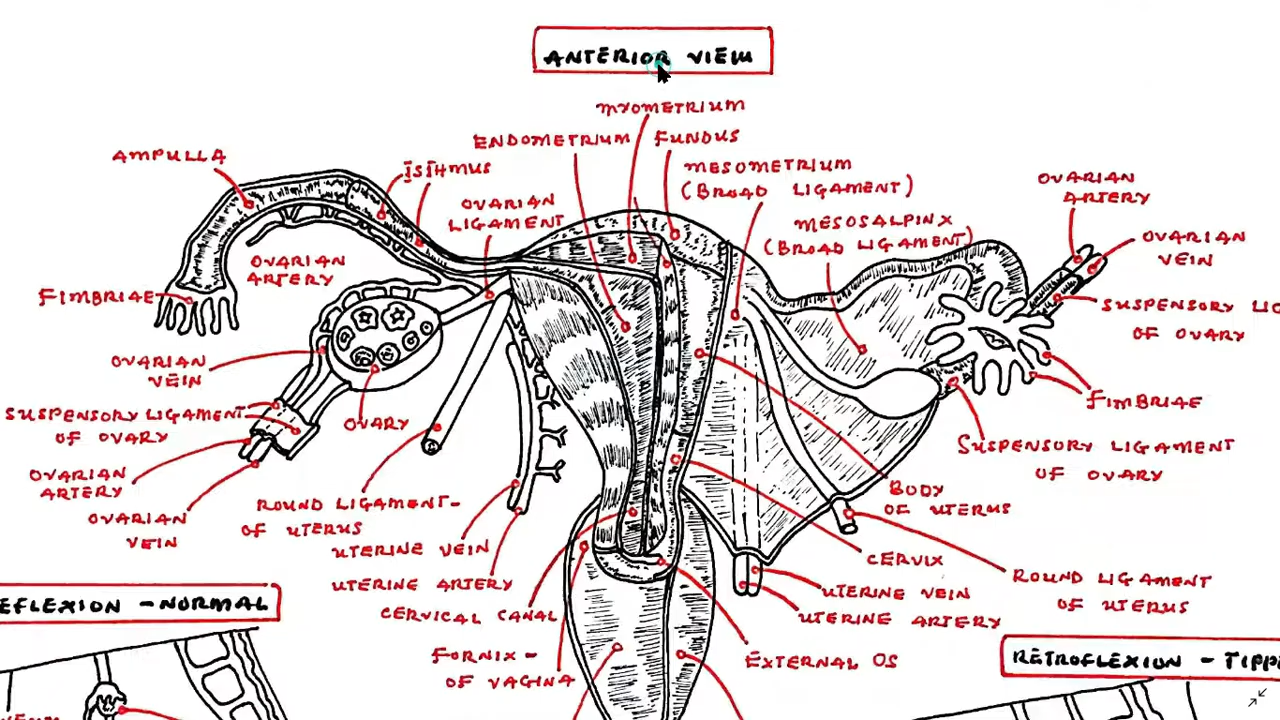 ANTERIOR VIEW
MYOMETRIUM
ENDOMETRIUM
FUNDUS
AMPULLA
ISTHMUS
MESOMETRIUM
(BROAD LIGAMENT)
OVARIAN
LIGAMENT
OVARIAN
ARTERY
MESOSALPINX
(BROAD LIGAMENT)
OVARIAN
VEIN
OVARIAN
ARTERY
FIMBRIAE
SUSPENSORY LIG
OF OVARY
OVARIAN
VEIN
FIMBRIAE
SUSPENSORY LIGAMENT
OF OVARY
OVARY
SUSPENSORY LIGAMENT
OF OVARY
OVARIAN
ARTERY
OVARIAN
VEIN
ROUND LIGAMENT-
OF UTERUS
BODY
OF UTERUS
UTERINE VEIN
UTERINE ARTERY
CERVICAL CANAL
CERVIX
ROUND LIGAMENT
OF UTERUS
UTERINE VEIN
UTERINE ARTERY
EFLEXION - NORMAL
FORNIX -
OF VAGINA
EXTERNAL OS
RETROFLEXION - TIPP